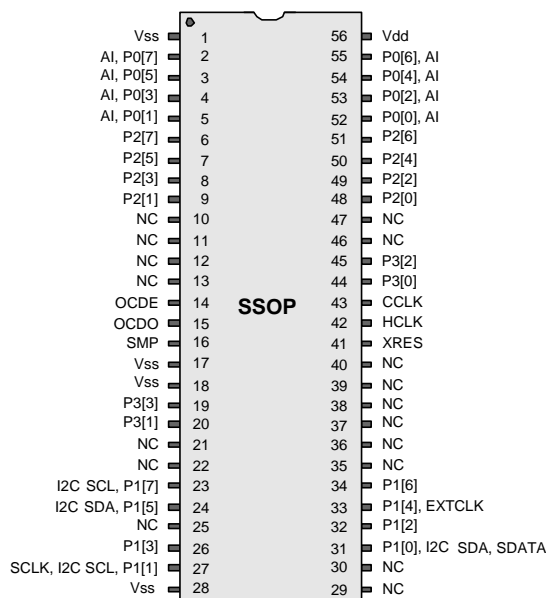 Vss 1 56 Vdd
AI, P0[7] 2 55 P0[6], AI
AI, P0[5] 3 54 P0[4], AI
AI, P0[3] 4 53 P0[2], AI
AI, P0[1] 5 52 P0[0], AI
P2[7] 6 51 P2[6]
P2[5] 7 50 P2[4]
P2[3] 8 49 P2[2]
P2[1] 9 48 P2[0]
NC 10 47 NC
NC 11 46 NC
NC 12 45 P3[2]
NC 13 44 P3[0]
OCDE 14 SSOP 43 CCLK
OCDO 15 42 HCLK
SMP 16 41 XRES
Vss 17 40 NC
Vss 18 39 NC
P3[3] 19 38 NC
P3[1] 20 37 NC
NC 21 36 NC
NC 22 35 NC
I2C SCL, P1[7] 23 34 P1[6]
I2C SDA, P1[5] 24 33 P1[4], EXTCLK
NC 25 32 P1[2]
P1[3] 26 31 P1[0], I2C SDA, SDATA
SCLK, I2C SCL, P1[1] 27 30 NC
Vss 28 29 NC